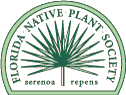 FLORIDA NATIVE PLANT SOCIETY
serenoa repens